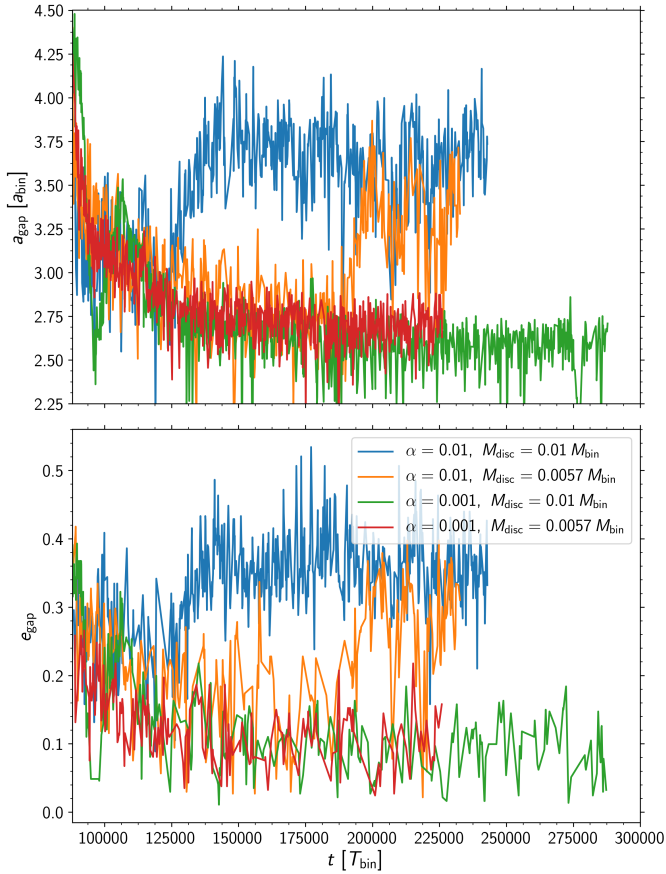 4.50
4.25
4.00
3.75
3.50
3.25
3.00
2.75
2.50
2.25
a_gap [a_bin]
α = 0.01, M_disc = 0.01 M_bin
α = 0.01, M_disc = 0.0057 M_bin
α = 0.001, M_disc = 0.01 M_bin
α = 0.001, M_disc = 0.0057 M_bin
0.5
0.4
0.3
0.2
0.1
0.0
e_gap
100000 125000 150000 175000 200000 225000 250000 275000 300000
t [T_bin]